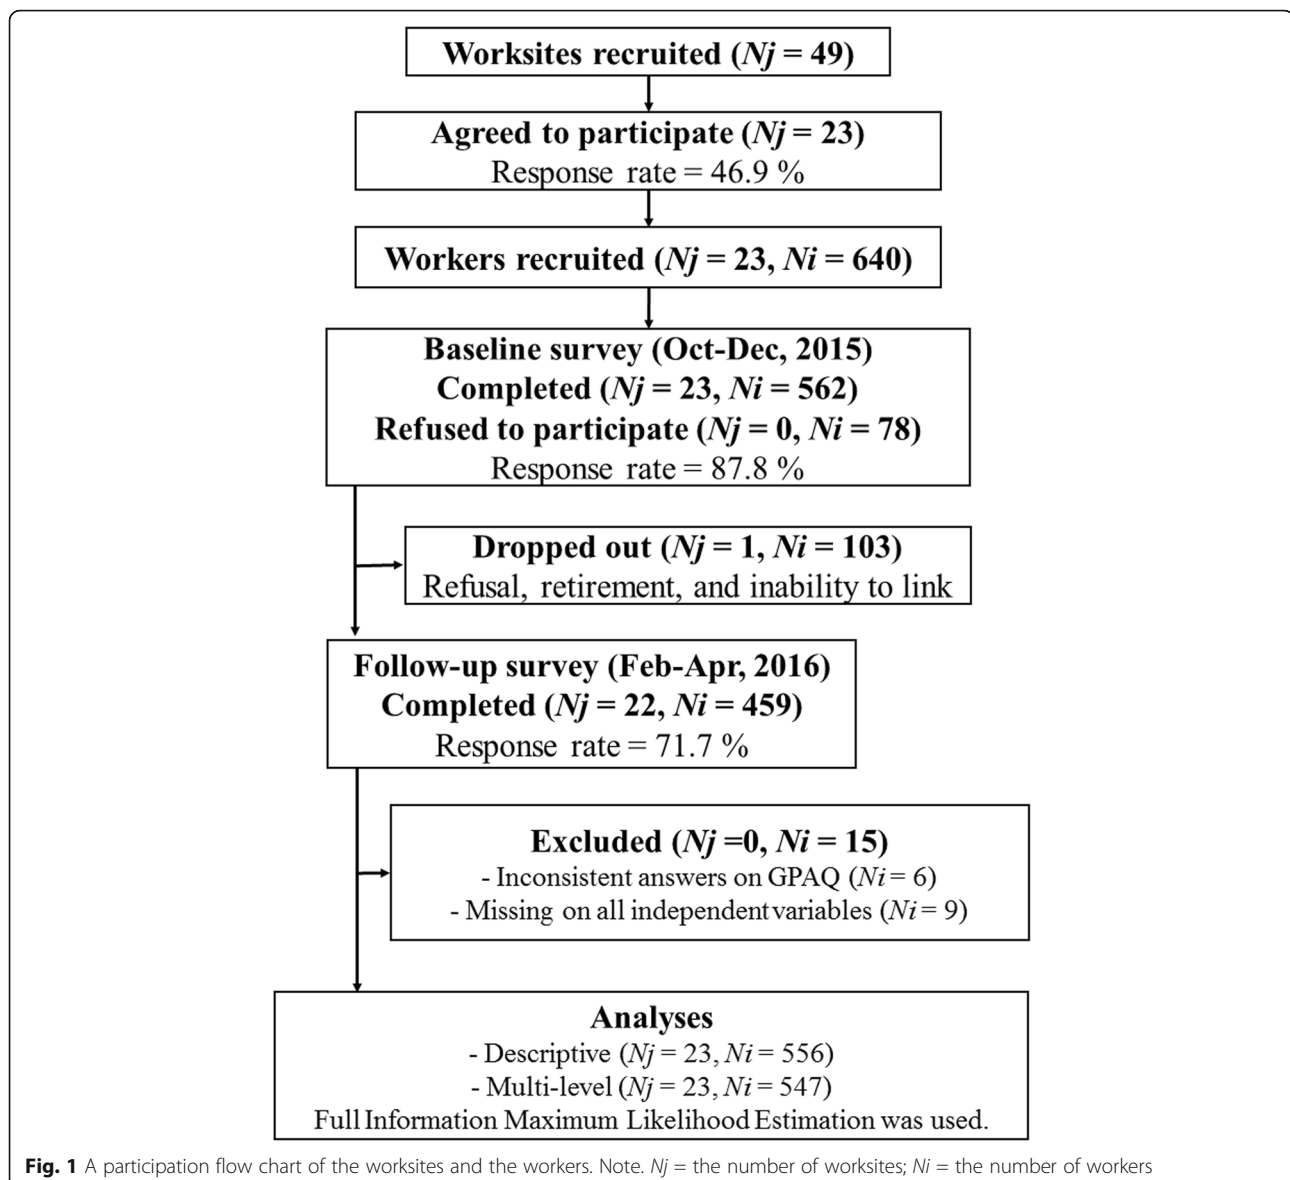 Worksites recruited (Nj = 49)
Agreed to participate (Nj = 23)
Response rate = 46.9 %
Workers recruited (Nj = 23, Ni = 640)
Baseline survey (Oct-Dec, 2015)
Completed (Nj = 23, Ni = 562)
Refused to participate (Nj = 0, Ni = 78)
Response rate = 87.8 %
Dropped out (Nj = 1, Ni = 103)
Refusal, retirement, and inability to link
Follow-up survey (Feb-Apr, 2016)
Completed (Nj = 22, Ni = 459)
Response rate = 71.7 %
Excluded (Nj =0, Ni = 15)
- Inconsistent answers on GPAQ (Ni = 6)
- Missing on all independent variables (Ni = 9)
Analyses
- Descriptive (Nj = 23, Ni = 556)
- Multi-level (Nj = 23, Ni = 547)
Full Information Maximum Likelihood Estimation was used.
Fig. 1 A participation flow chart of the worksites and the workers. Note. Nj = the number of worksites; Ni = the number of workers